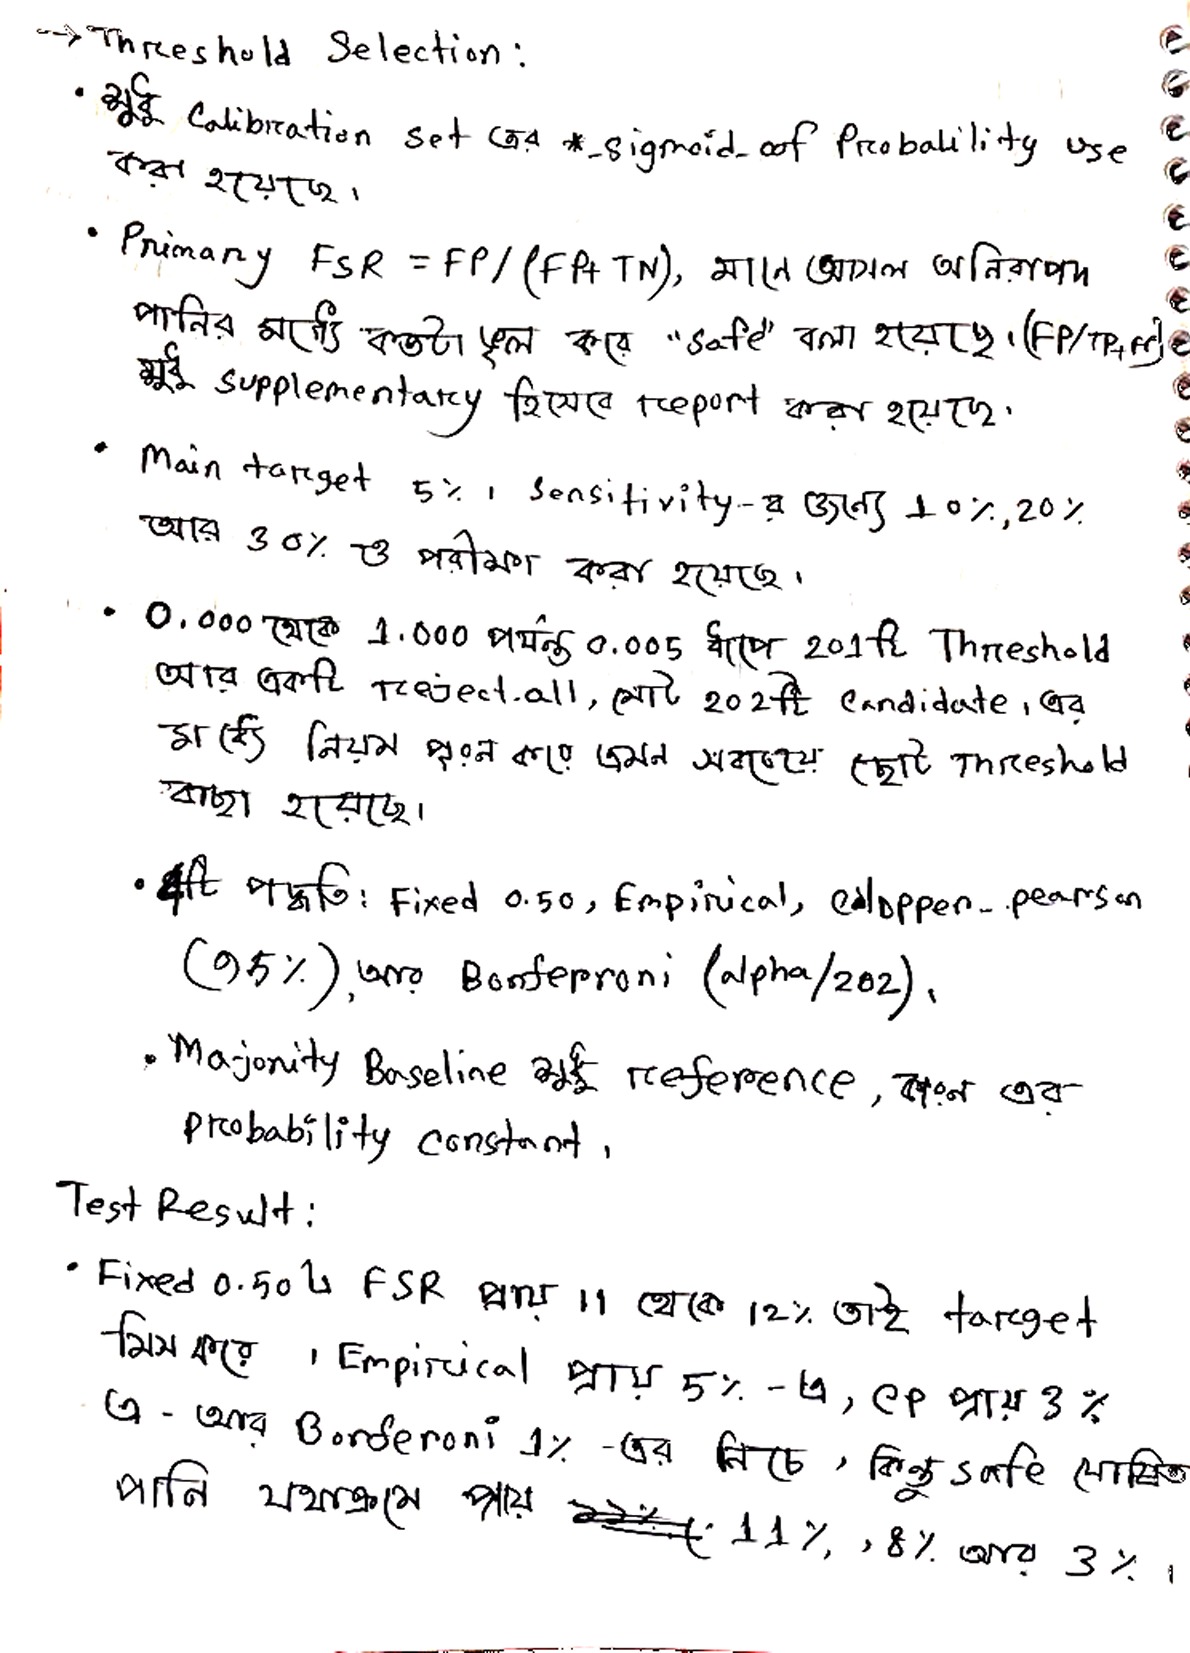 → Threshold Selection:
• শুধু Calibration set এর *_sigmoid_oof Probability use
করা হয়েছে।
• Primary FSR = FP/(FP+TN), মানে আসল অনিরাপদ
পানির মধ্যে কতটা ভুল করে "safe" বলা হয়েছে। (FP/TP+FP)
শুধু supplementary হিসেবে report করা হয়েছে।
• Main target 5%। Sensitivity-র জন্যে 10%, 20%
আর 30% ও পরীক্ষা করা হয়েছে।
• 0.000 থেকে 1.000 পর্যন্ত 0.005 ধাপে 201টি Threshold
আর একটি reject-all, মোট 202টি Candidate। এর
মধ্যে নিয়ম পূরন করে এমন সবচেয়ে ছোট Threshold
বাছা হয়েছে।
• 4টি পদ্ধতি: Fixed 0.50, Empirical, Clopper-pearson
(95%), আর Bonferroni (alpha/202)।
• Majority Baseline শুধু reference, কারন এর
probability constant।
Test Result:
• Fixed 0.50 এ FSR প্রায় 11 থেকে 12% তাই target
মিস করে। Empirical প্রায় 5%-এ, CP প্রায় 3%
এ - আর Bonferoni 1%-এর নিচে, কিন্তু safe ঘোষিত
পানি যথাক্রমে প্রায় 11%, 8% আর 3%।